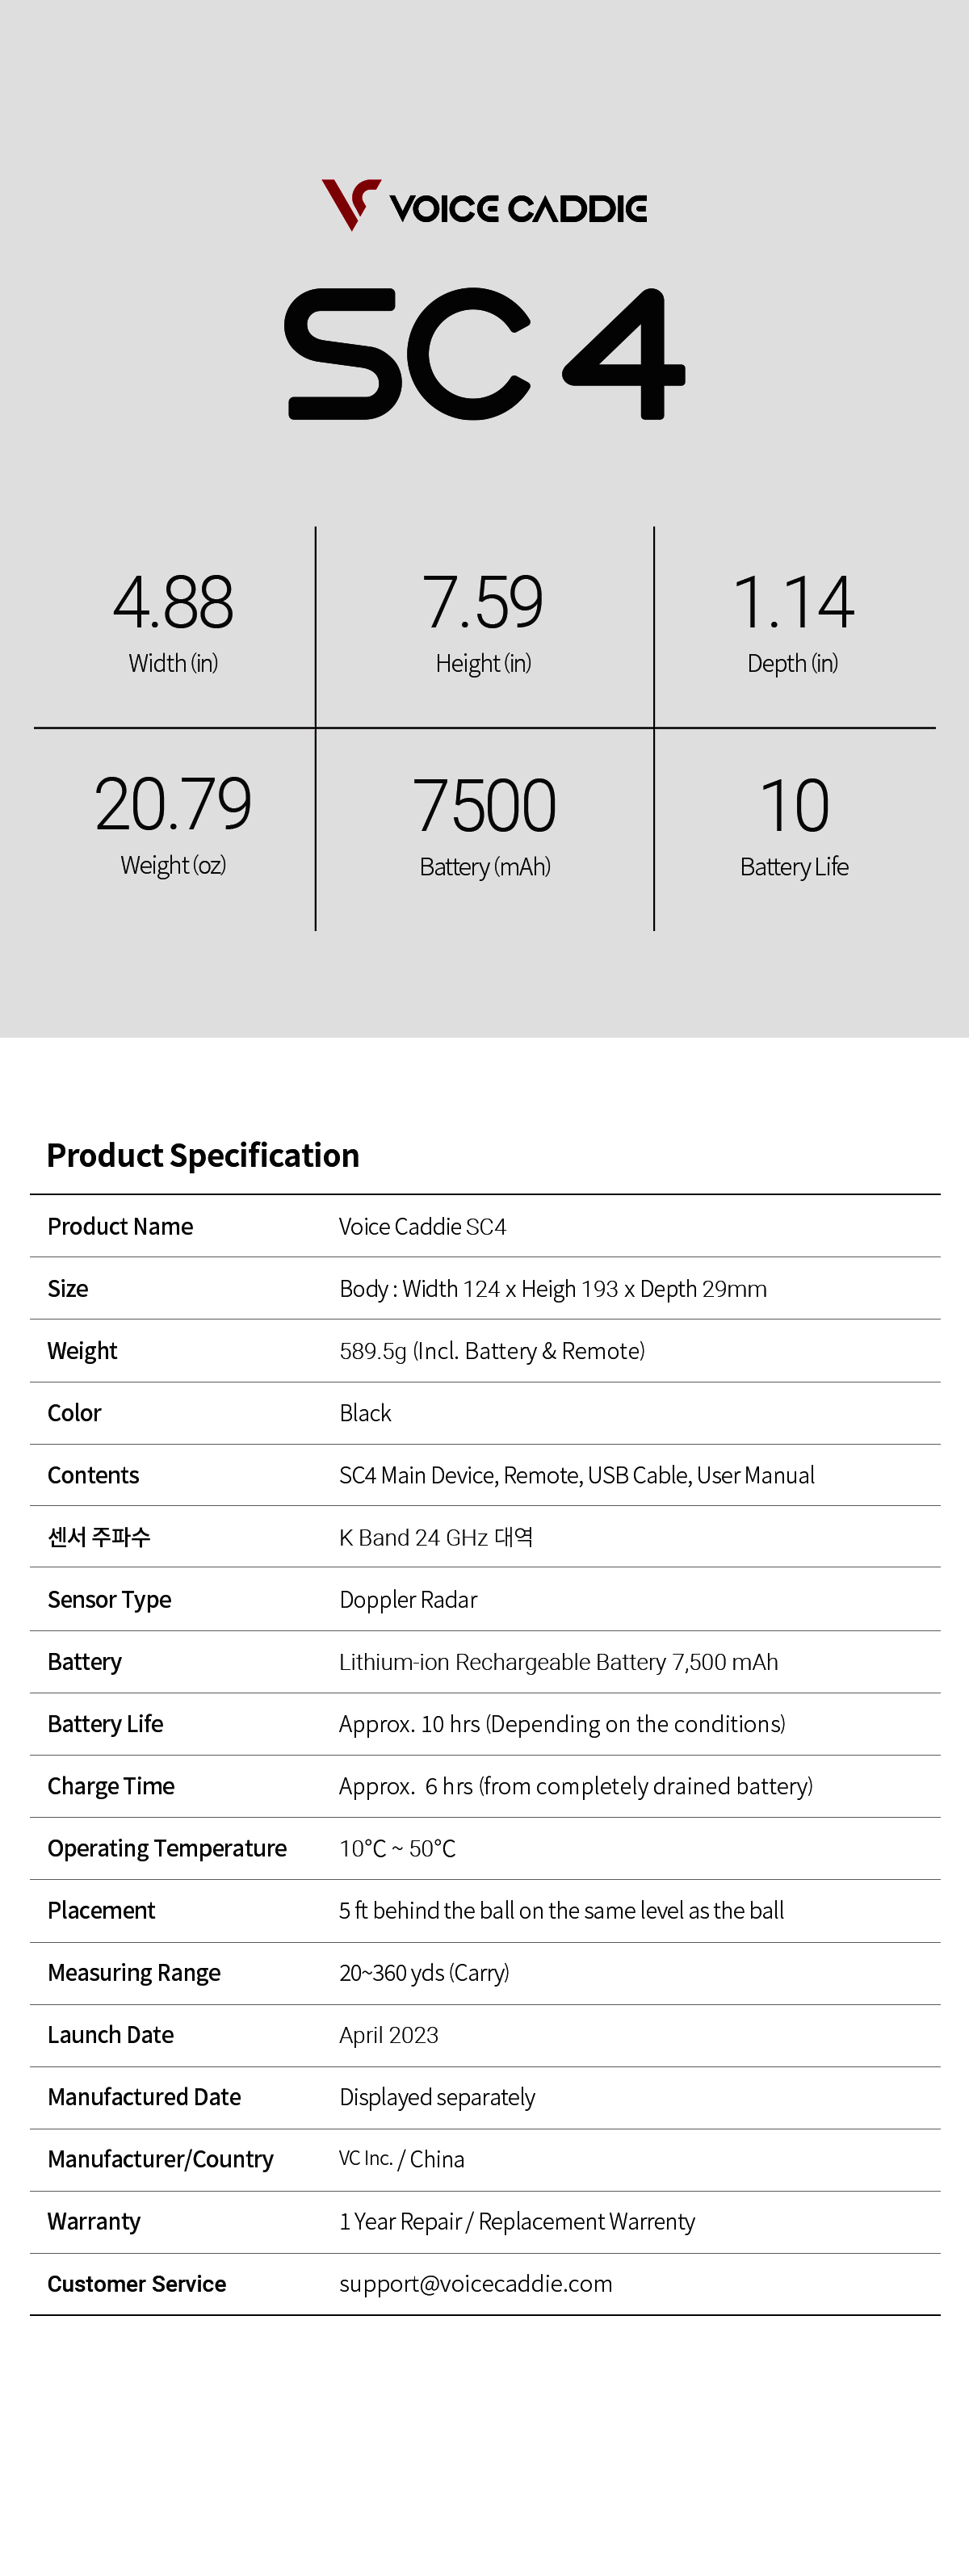 VOICE CADDIE
SC 4
4.88
Width (in)
7.59
Height (in)
1.14
Depth (in)
20.79
Weight (oz)
7500
Battery (mAh)
10
Battery Life
Product Specification
Product Name Voice Caddie SC4
Size Body : Width 124 x Heigh 193 x Depth 29mm
Weight 589.5g (Incl. Battery & Remote)
Color Black
Contents SC4 Main Device, Remote, USB Cable, User Manual
센서 주파수 K Band 24 GHz 대역
Sensor Type Doppler Radar
Battery Lithium-ion Rechargeable Battery 7,500 mAh
Battery Life Approx. 10 hrs (Depending on the conditions)
Charge Time Approx. 6 hrs (from completely drained battery)
Operating Temperature 10℃ ~ 50℃
Placement 5 ft behind the ball on the same level as the ball
Measuring Range 20~360 yds (Carry)
Launch Date April 2023
Manufactured Date Displayed separately
Manufacturer/Country VC Inc. / China
Warranty 1 Year Repair / Replacement Warrenty
Customer Service support@voicecaddie.com